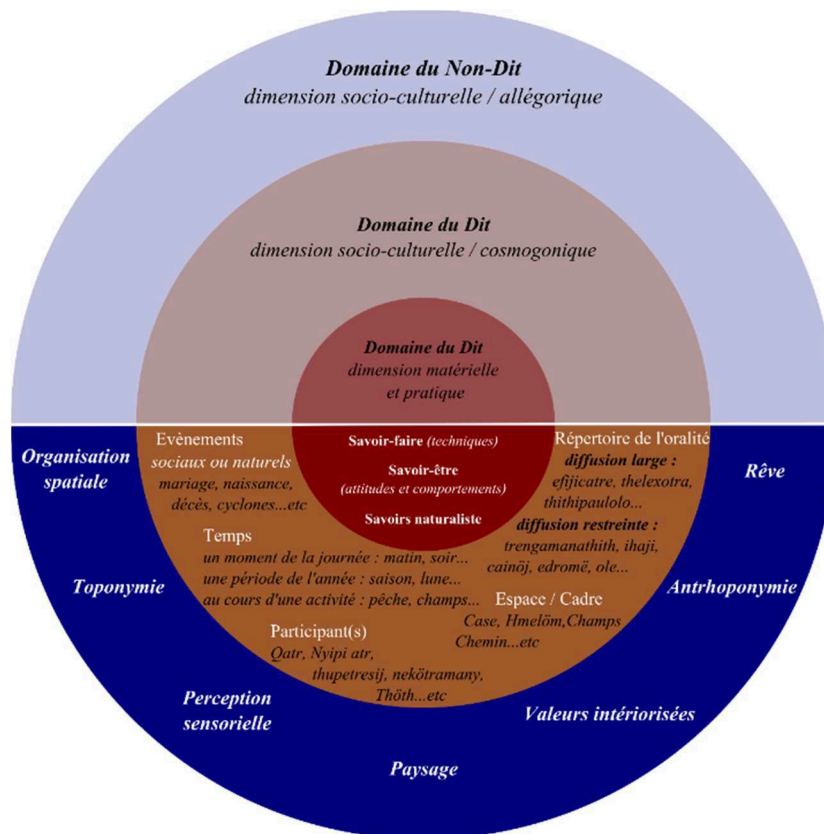 Domaine du Non-Dit
dimension socio-culturelle / allégorique
Domaine du Dit
dimension socio-culturelle / cosmogonique
Domaine du Dit
dimension matérielle
et pratique
Organisation
spatiale
Toponymie
Perception
sensorielle
Paysage
Valeurs intériorisées
Antrhoponymie
Rêve
Evènements
sociaux ou naturels
mariage, naissance,
décès, cyclones...etc
Temps
un moment de la journée : matin, soir...
une période de l'année : saison, lune...
au cours d'une activité : pêche, champs...
Participant(s)
Qatr, Nyipi atr,
thupetresij, nekötramany,
Thöth...etc
Savoir-faire (techniques)
Savoir-être
(attitudes et comportements)
Savoirs naturaliste
Répertoire de l'oralité
diffusion large :
efijicatre, thelexotra,
thithipaulolo...
diffusion restreinte :
trengamanathith, ihaji,
cainöj, edromë, ole...
Espace / Cadre
Case, Hmelöm,Champs
Chemin...etc